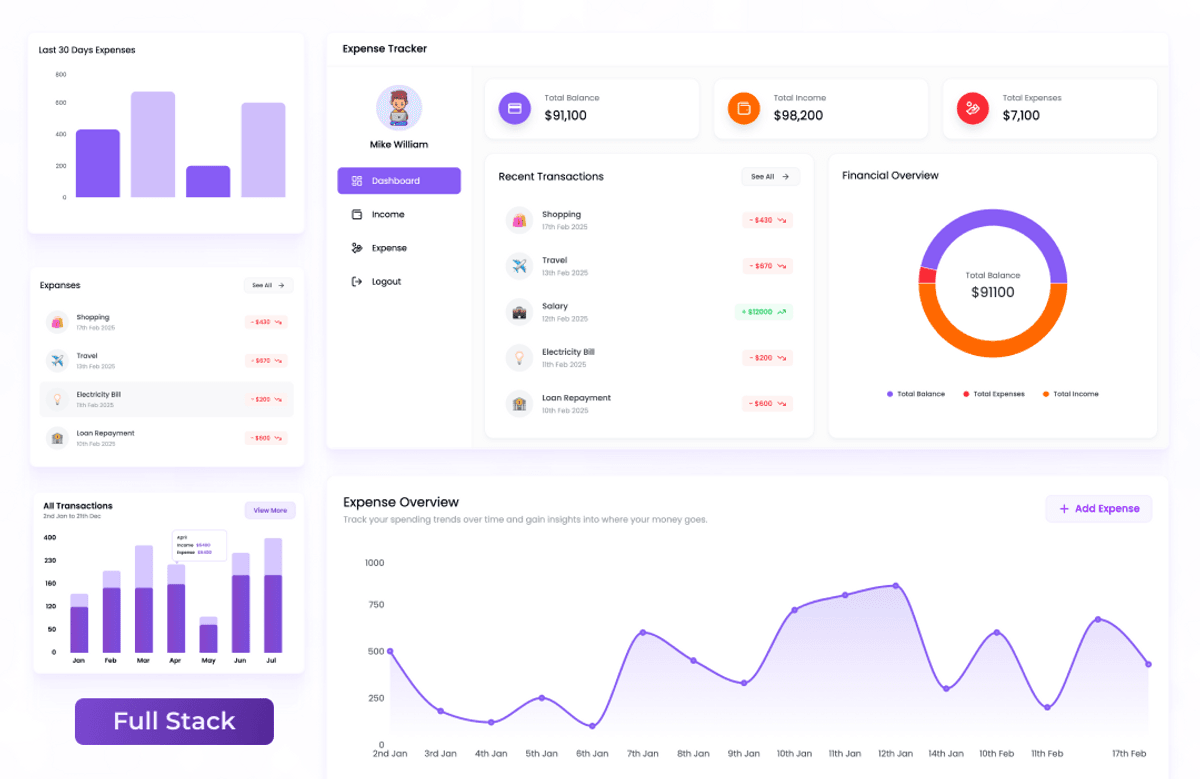 Last 30 Days Expenses
800
600
400
200
0
Expanses
See All →
Shopping
17th Feb 2025
- $430
Travel
13th Feb 2025
- $670
Electricity Bill
11th Feb 2025
- $200
Loan Repayment
10th Feb 2025
- $600
All Transactions
2nd Jan to 21th Dec
View More
400
230
160
120
50
0
April
Income
Expense
Jan Feb Mar Apr May Jun Jul
Full Stack
Expense Tracker
Mike William
Dashboard
Income
Expense
Logout
Total Balance
$91,100
Total Income
$98,200
Total Expenses
$7,100
Recent Transactions
See All →
Shopping
17th Feb 2025
- $430
Travel
13th Feb 2025
- $670
Salary
12th Feb 2025
+ $12000
Electricity Bill
11th Feb 2025
- $200
Loan Repayment
10th Feb 2025
- $600
Financial Overview
Total Balance
$91100
Total Balance Total Expenses Total Income
Expense Overview
Track your spending trends over time and gain insights into where your money goes.
+ Add Expense
1000
750
500
250
0
2nd Jan 3rd Jan 4th Jan 5th Jan 6th Jan 7th Jan 8th Jan 9th Jan 10th Jan 11th Jan 12th Jan 14th Jan 10th Feb 11th Feb 17th Feb